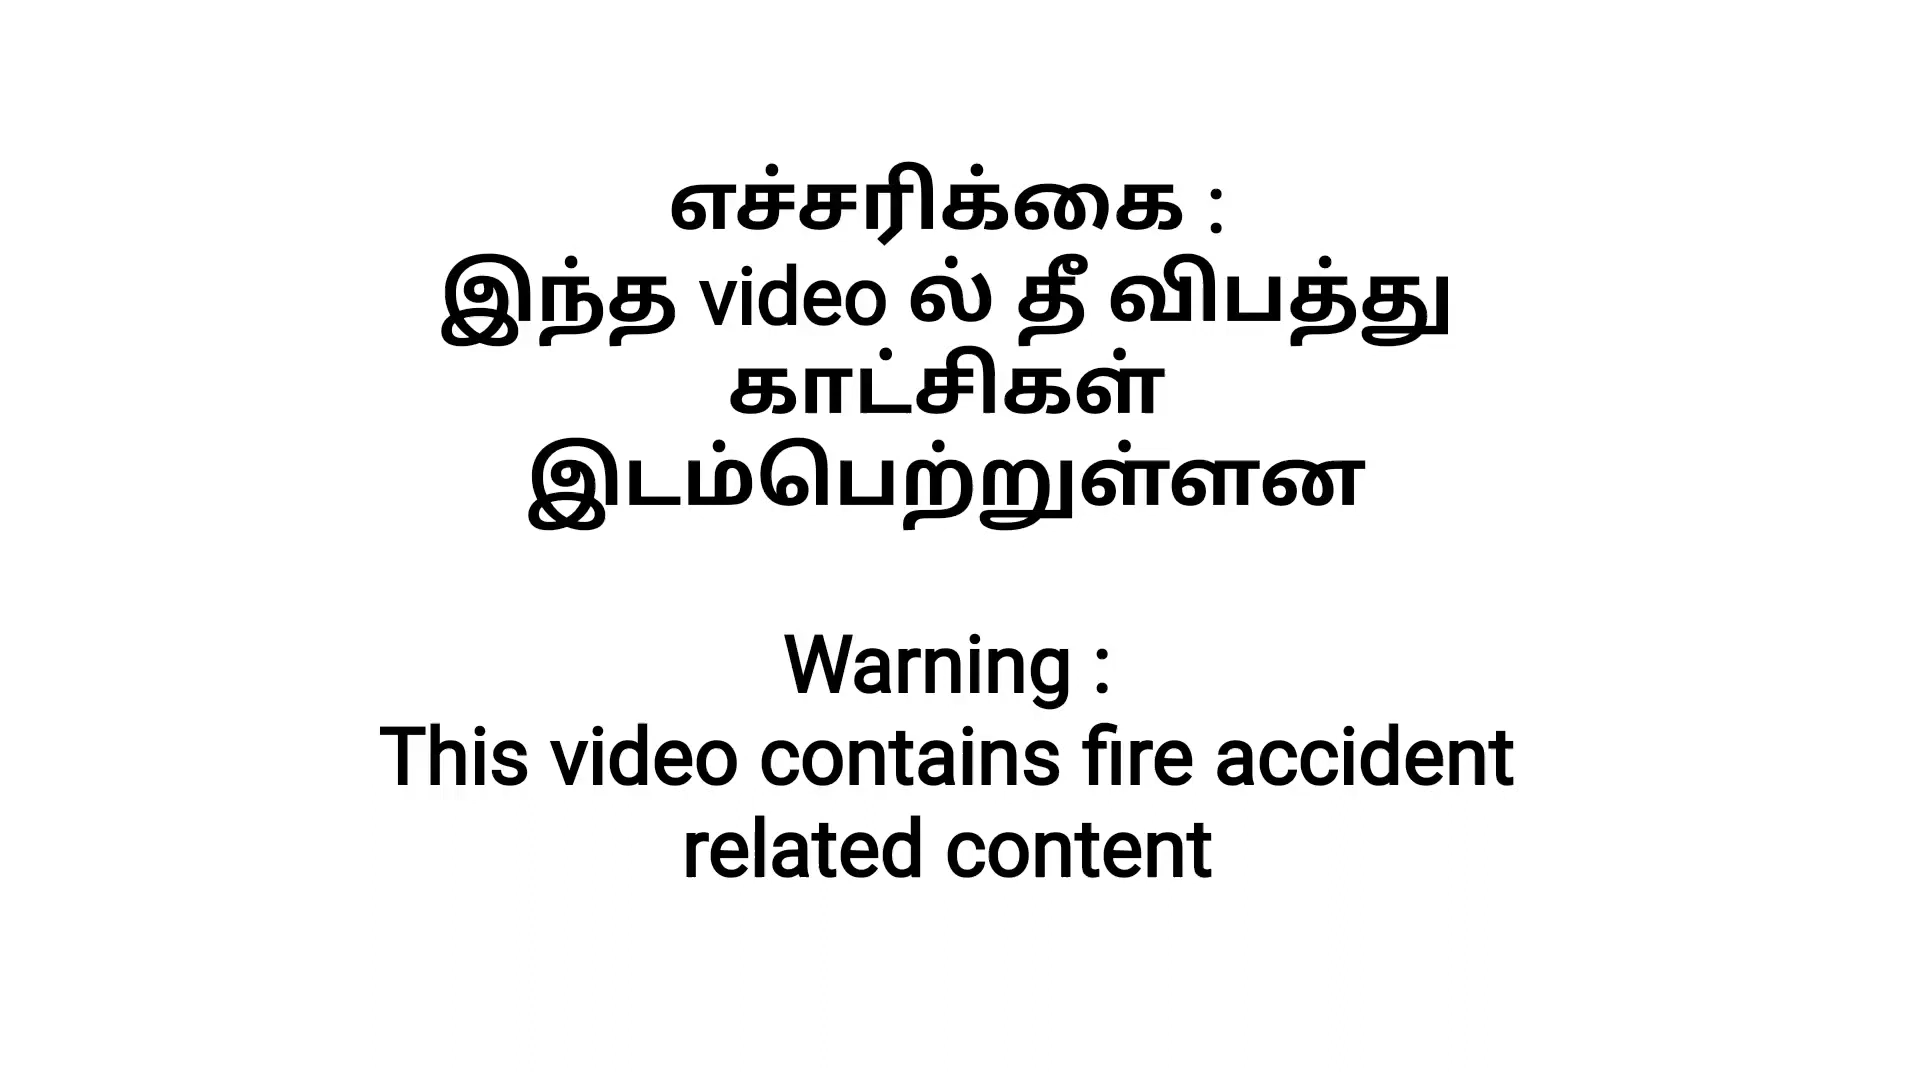 எச்சரிக்கை :
இந்த video ல் தீ விபத்து
காட்சிகள்
இடம்பெற்றுள்ளன
Warning :
This video contains fire accident
related content